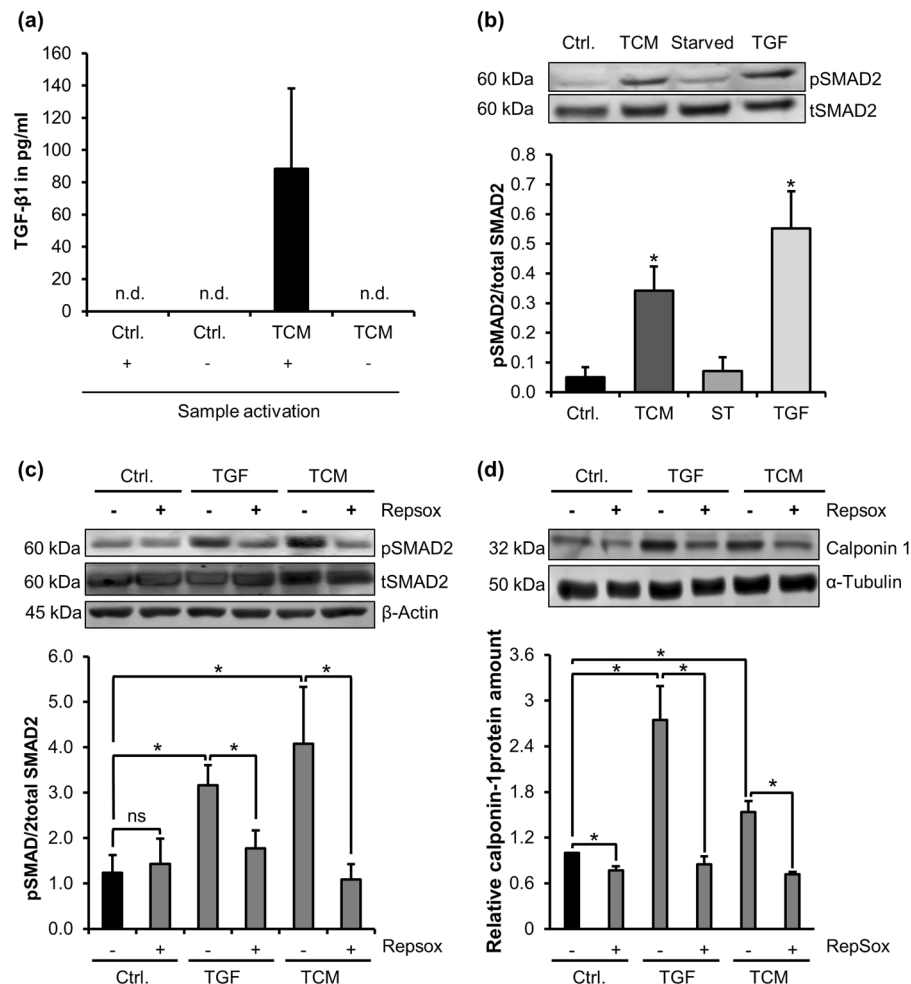 (a)
160
140
120
100
80
60
40
20
0
TGF-β1 in pg/ml
n.d. n.d. n.d.
Ctrl. Ctrl. TCM TCM
+ - + -
Sample activation
(b)
Ctrl. TCM Starved TGF
60 kDa pSMAD2
60 kDa tSMAD2
0.8
0.7
0.6
0.5
0.4
0.3
0.2
0.1
0.0
pSMAD2/total SMAD2
* *
Ctrl. TCM ST TGF
(c)
Ctrl. TGF TCM
- + - + - + Repsox
60 kDa pSMAD2
60 kDa tSMAD2
45 kDa β-Actin
6.0
5.0
4.0
3.0
2.0
1.0
0.0
pSMAD/2total SMAD2
* *
* *
ns
- + - + - + Repsox
Ctrl. TGF TCM
(d)
Ctrl. TGF TCM
- + - + - + Repsox
32 kDa Calponin 1
50 kDa α-Tubulin
3.6
3
2.4
1.8
1.2
0.6
0.0
Relative calponin-1protein amount
*
* *
*
*
- + - + - + RepSox
Ctrl. TGF TCM